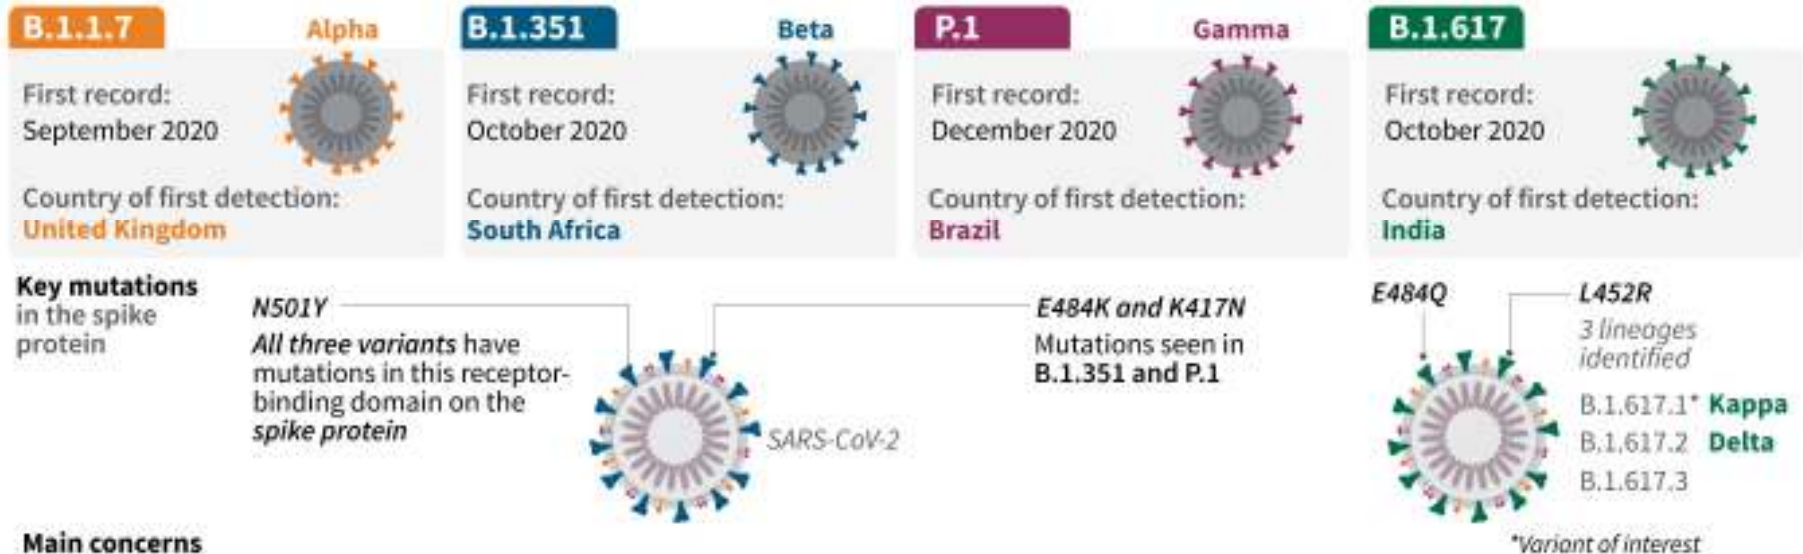 B.1.1.7
Alpha
First record:
September 2020
Country of first detection:
United Kingdom
B.1.351
Beta
First record:
October 2020
Country of first detection:
South Africa
P.1
Gamma
First record:
December 2020
Country of first detection:
Brazil
B.1.617
First record:
October 2020
Country of first detection:
India
Key mutations
in the spike
protein
N501Y
All three variants have
mutations in this receptor-
binding domain on the
spike protein
SARS-CoV-2
E484K and K417N
Mutations seen in
B.1.351 and P.1
E484Q
L452R
3 lineages
identified
B.1.617.1* Kappa
B.1.617.2 Delta
B.1.617.3
Main concerns
*Variant of interest